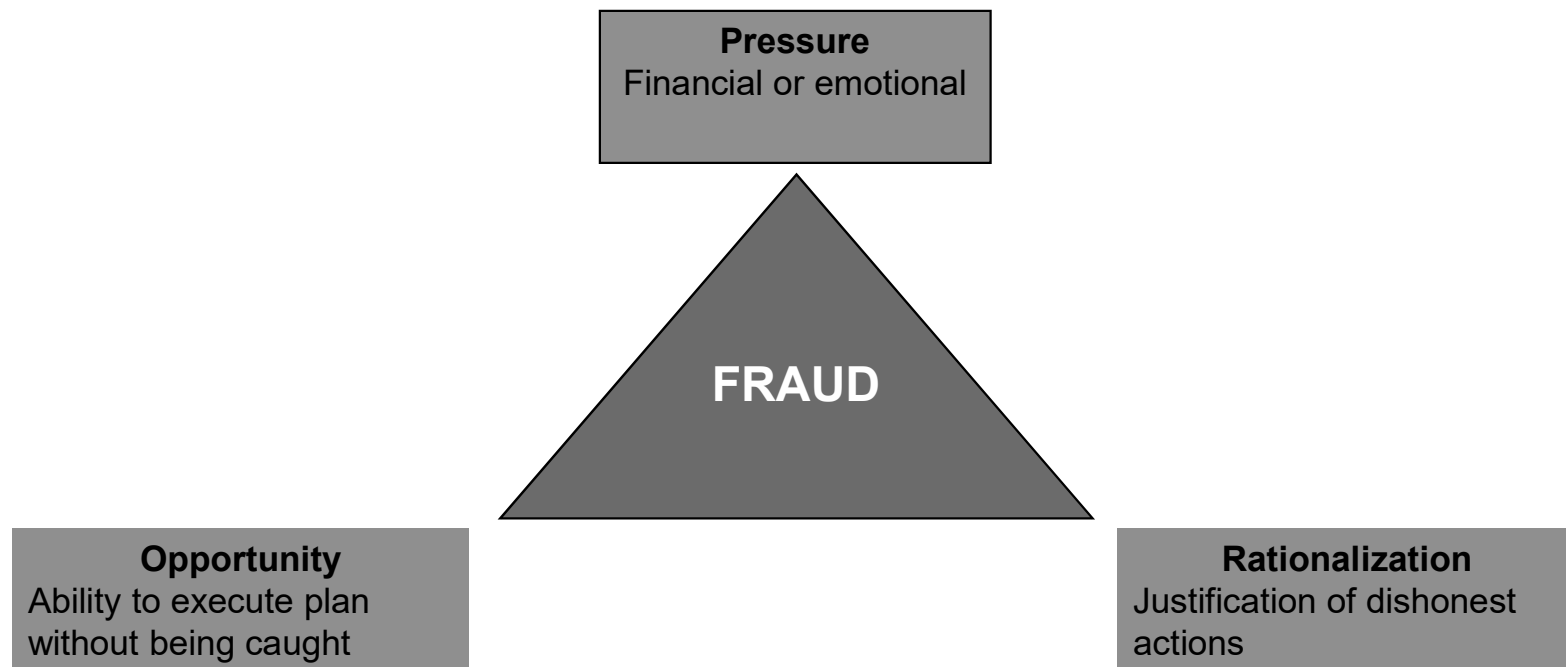 Pressure
Financial or emotional
FRAUD
Opportunity
Ability to execute plan
without being caught
Rationalization
Justification of dishonest
actions